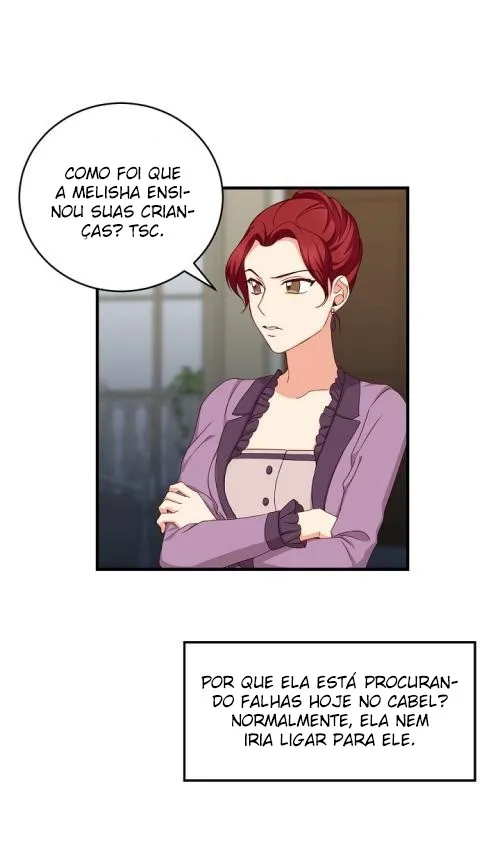 COMO FOI QUE
A MELISHA ENSI-
NOU SUAS CRIAN-
ÇAS? TSC.
POR QUE ELA ESTÁ PROCURAN-
DO FALHAS HOJE NO CABEL?
NORMALMENTE, ELA NEM
IRIA LIGAR PARA ELE.